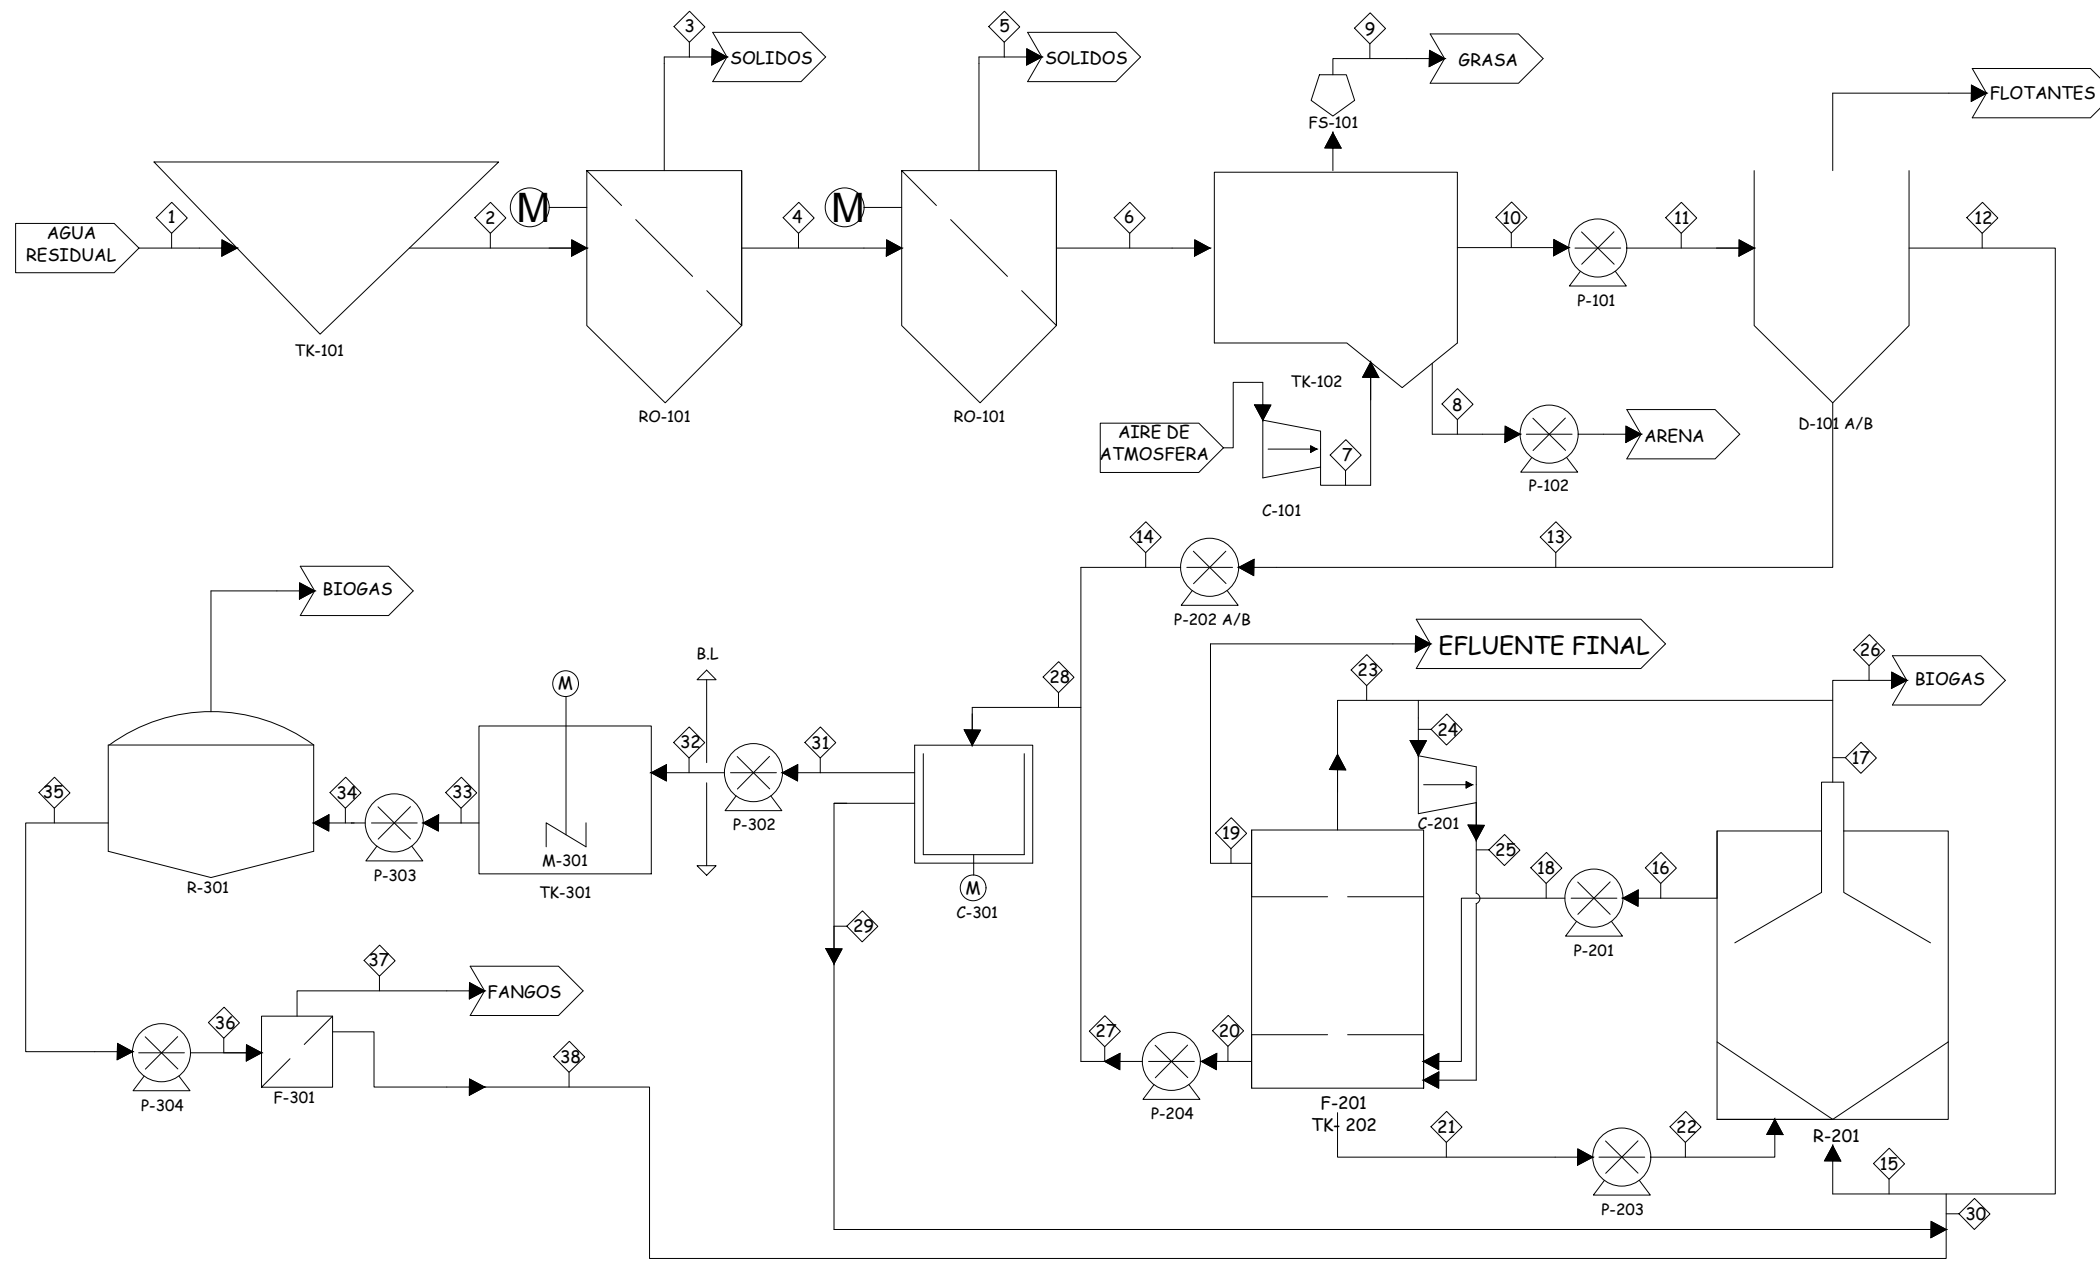 3
SOLIDOS
5
SOLIDOS
9
GRASA
FS-101
FLOTANTES
AGUA
RESIDUAL
1
2
M
4
M
6
10
11
12
TK-101
RO-101
RO-101
TK-102
P-101
D-101 A/B
AIRE DE
ATMOSFERA
7
C-101
8
P-102
ARENA
14
13
P-202 A/B
BIOGAS
B.L
EFLUENTE FINAL
28
23
26
BIOGAS
M
32
31
24
17
35
34
33
P-302
C-201
19
25
R-301
P-303
M-301
TK-301
M
C-301
18
16
P-201
29
37
FANGOS
36
P-304
F-301
38
27
20
P-204
F-201
TK- 202
21
22
P-203
R-201
15
30